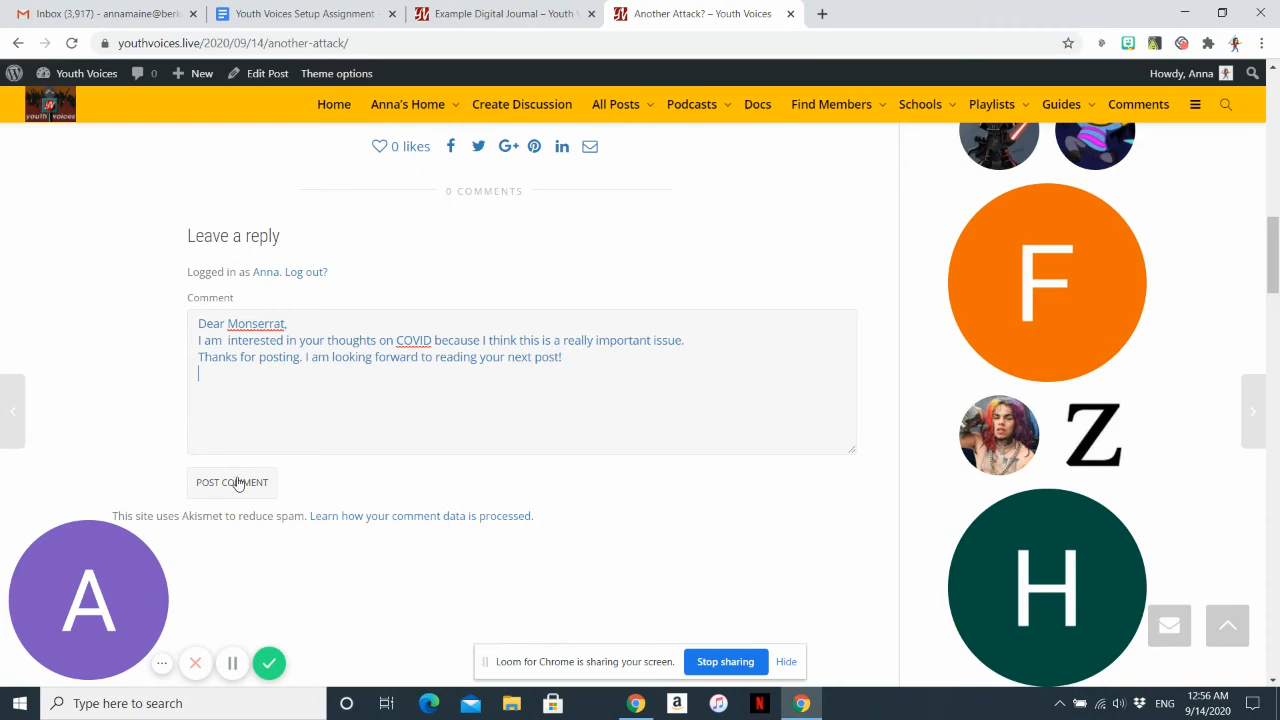 annamaine@berk
Inbox (3,917) - annamaine@berk ×
Youth Voices Setup Assignment ×
Example Digital Journal – Youth V ×
Another Attack? – Youth Voices ×
youthvoices.live/2020/09/14/another-attack/
Youth Voices 0 New Edit Post Theme options Howdy, Anna
youth voices
Home Anna's Home Create Discussion All Posts Podcasts Docs Find Members Schools Playlists Guides Comments
0 likes
0 COMMENTS
Leave a reply
Logged in as Anna. Log out?
Comment
Dear Monserrat,
I am  interested in your thoughts on COVID because I think this is a really important issue.
Thanks for posting. I am looking forward to reading your next post!
POST COMMENT
This site uses Akismet to reduce spam. Learn how your comment data is processed.
F
Z
H
A
Loom for Chrome is sharing your screen. Stop sharing Hide
Type here to search
ENG
12:56 AM
9/14/2020